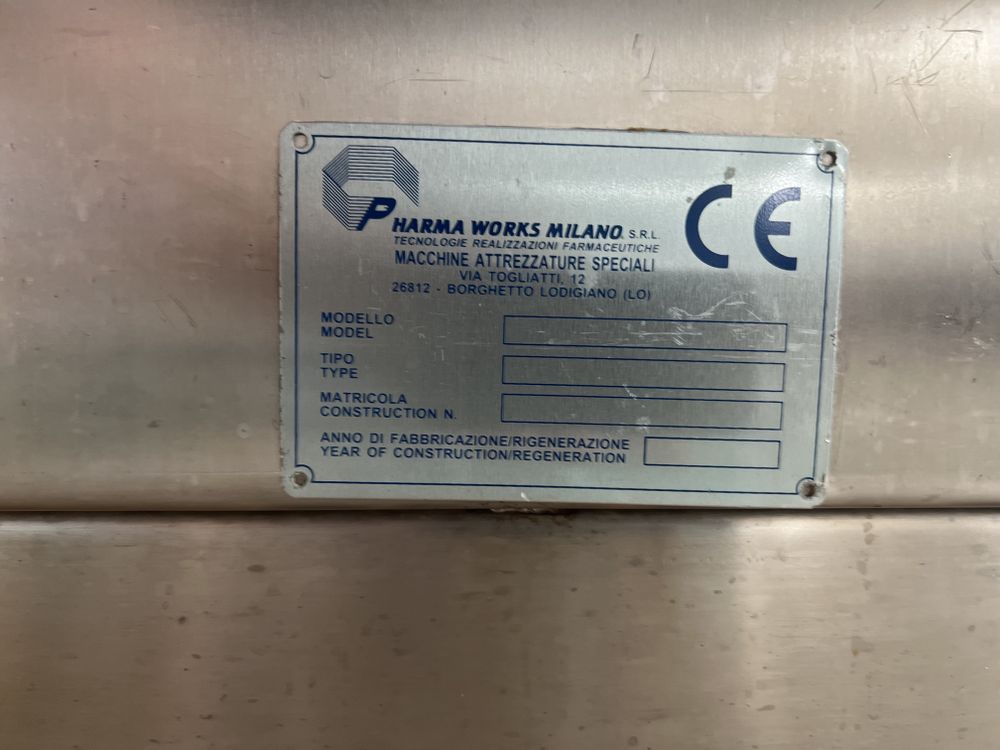 PHARMA WORKS MILANO S.R.L.
TECNOLOGIE REALIZZAZIONI FARMACEUTICHE
MACCHINE ATTREZZATURE SPECIALI
VIA TOGLIATTI, 12
26812 - BORGHETTO LODIGIANO (LO)
CE
MODELLO
MODEL
TIPO
TYPE
MATRICOLA
CONSTRUCTION N.
ANNO DI FABBRICAZIONE/RIGENERAZIONE
YEAR OF CONSTRUCTION/REGENERATION